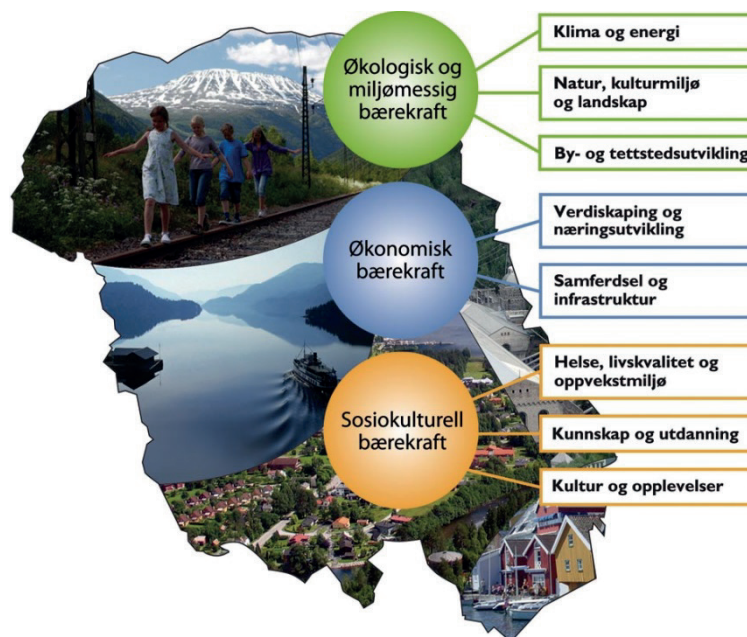 Økologisk og
miljømessig
bærekraft
Klima og energi
Natur, kulturmiljø
og landskap
By- og tettstedsutvikling
Økonomisk
bærekraft
Verdiskaping og
næringsutvikling
Samferdsel og
infrastruktur
Sosiokulturell
bærekraft
Helse, livskvalitet og
oppvekstmiljø
Kunnskap og utdanning
Kultur og opplevelser